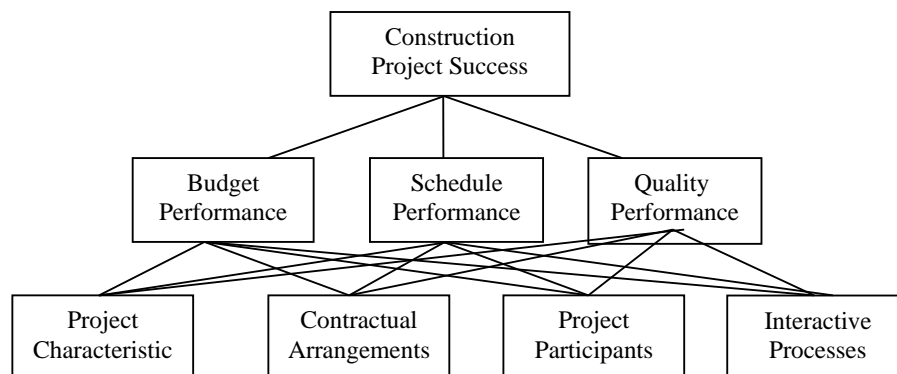 Construction
Project Success
Budget
Performance
Schedule
Performance
Quality
Performance
Project
Characteristic
Contractual
Arrangements
Project
Participants
Interactive
Processes